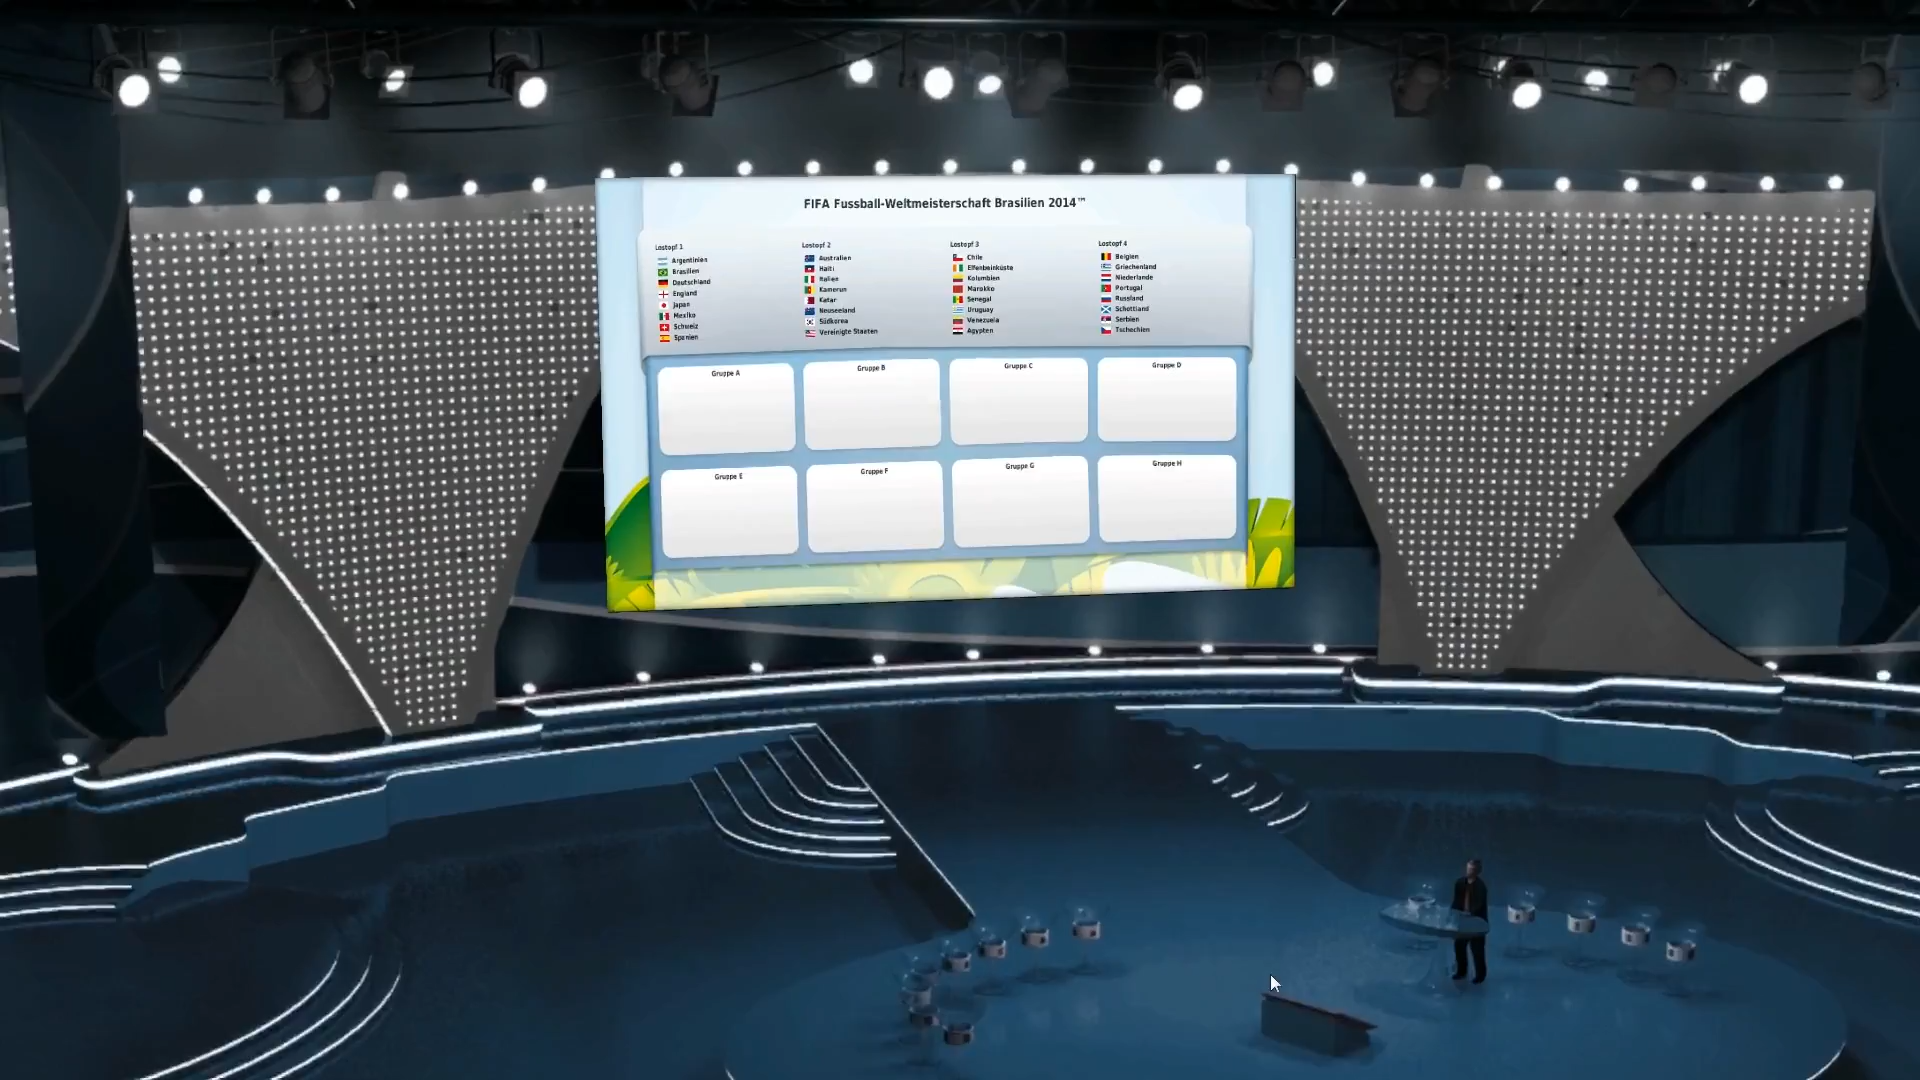 FIFA Fussball-Weltmeisterschaft Brasilien 2014™
Lostopf 1
Argentinien
Brasilien
Deutschland
England
Japan
Mexiko
Schweiz
Spanien
Lostopf 2
Australien
Haiti
Italien
Kamerun
Katar
Neuseeland
Südkorea
Vereinigte Staaten
Lostopf 3
Chile
Elfenbeinküste
Kolumbien
Marokko
Senegal
Uruguay
Venezuela
Ägypten
Lostopf 4
Belgien
Griechenland
Niederlande
Portugal
Russland
Schottland
Serbien
Tschechien
Gruppe A
Gruppe B
Gruppe C
Gruppe D
Gruppe E
Gruppe F
Gruppe G
Gruppe H